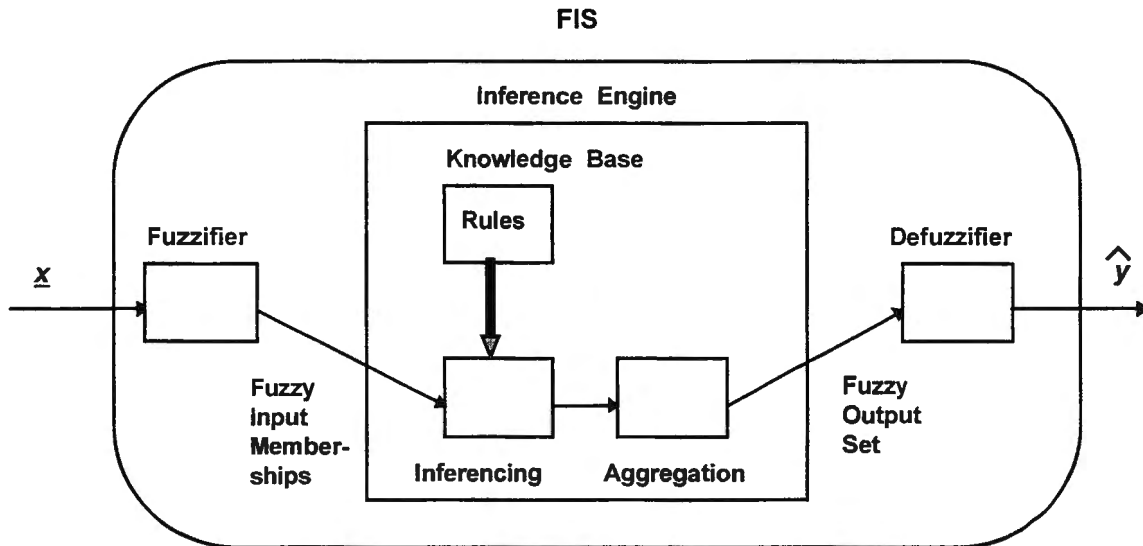 FIS
Inference Engine
Knowledge Base
Rules
Fuzzifier
Defuzzifier
x
ŷ
Fuzzy
Input
Member-
ships
Fuzzy
Output
Set
Inferencing
Aggregation